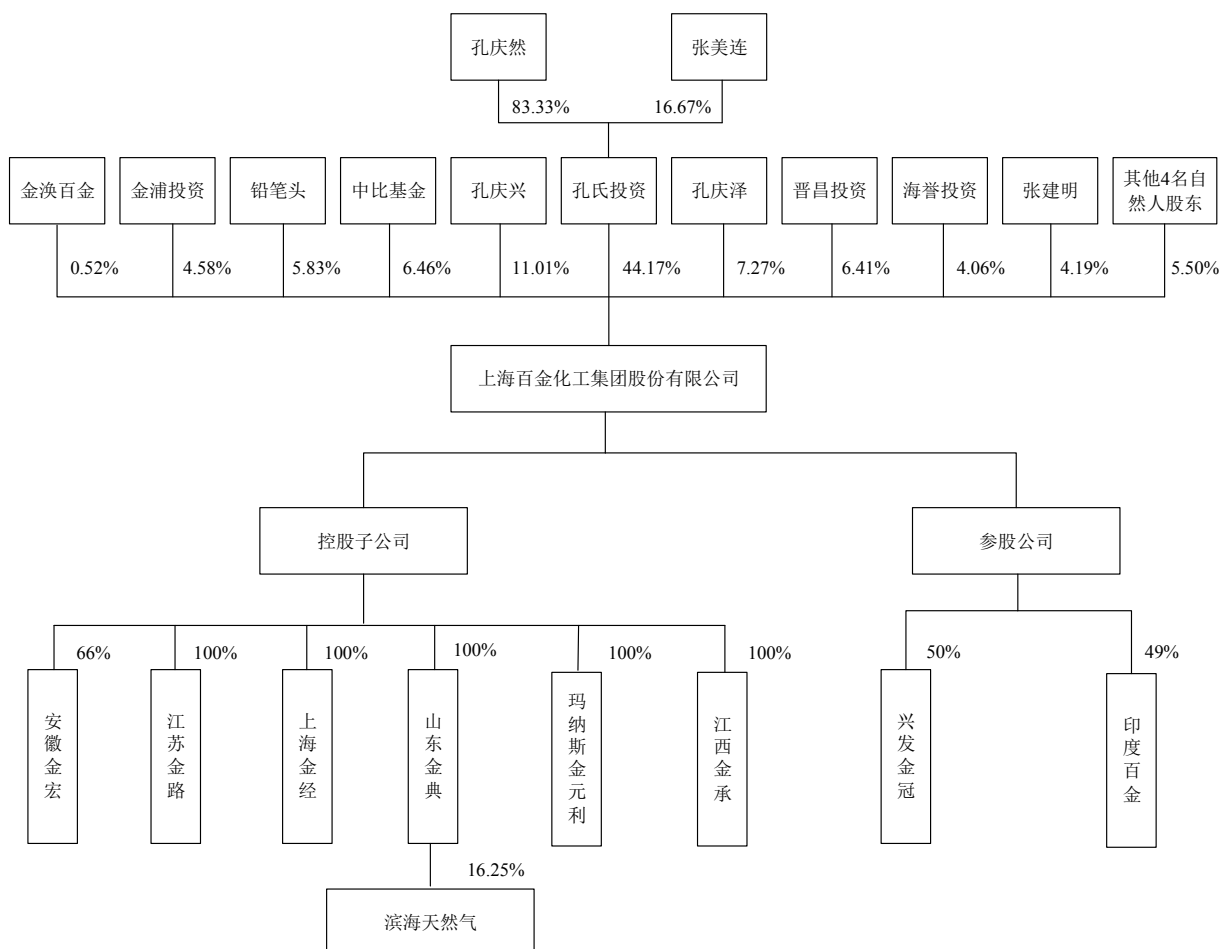 孔庆然
张美连
83.33%
16.67%
金涣百金
金浦投资
铅笔头
中比基金
孔庆兴
孔氏投资
孔庆泽
晋昌投资
海誉投资
张建明
其他4名自
然人股东
0.52%
4.58%
5.83%
6.46%
11.01%
44.17%
7.27%
6.41%
4.06%
4.19%
5.50%
上海百金化工集团股份有限公司
控股子公司
参股公司
66%
100%
100%
100%
100%
100%
50%
49%
安徽金宏
江苏金路
上海金经
山东金典
玛纳斯金元利
江西金承
兴发金冠
印度百金
16.25%
滨海天然气